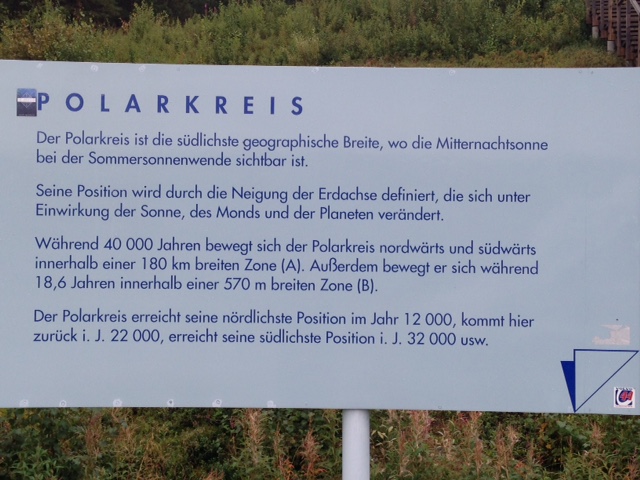 POLARKREIS
Der Polarkreis ist die südlichste geographische Breite, wo die Mitternachtsonne
bei der Sommersonnenwende sichtbar ist.
Seine Position wird durch die Neigung der Erdachse definiert, die sich unter
Einwirkung der Sonne, des Monds und der Planeten verändert.
Während 40 000 Jahren bewegt sich der Polarkreis nordwärts und südwärts
innerhalb einer 180 km breiten Zone (A). Außerdem bewegt er sich während
18,6 Jahren innerhalb einer 570 m breiten Zone (B).
Der Polarkreis erreicht seine nördlichste Position im Jahr 12 000, kommt hier
zurück i. J. 22 000, erreicht seine südlichste Position i. J. 32 000 usw.